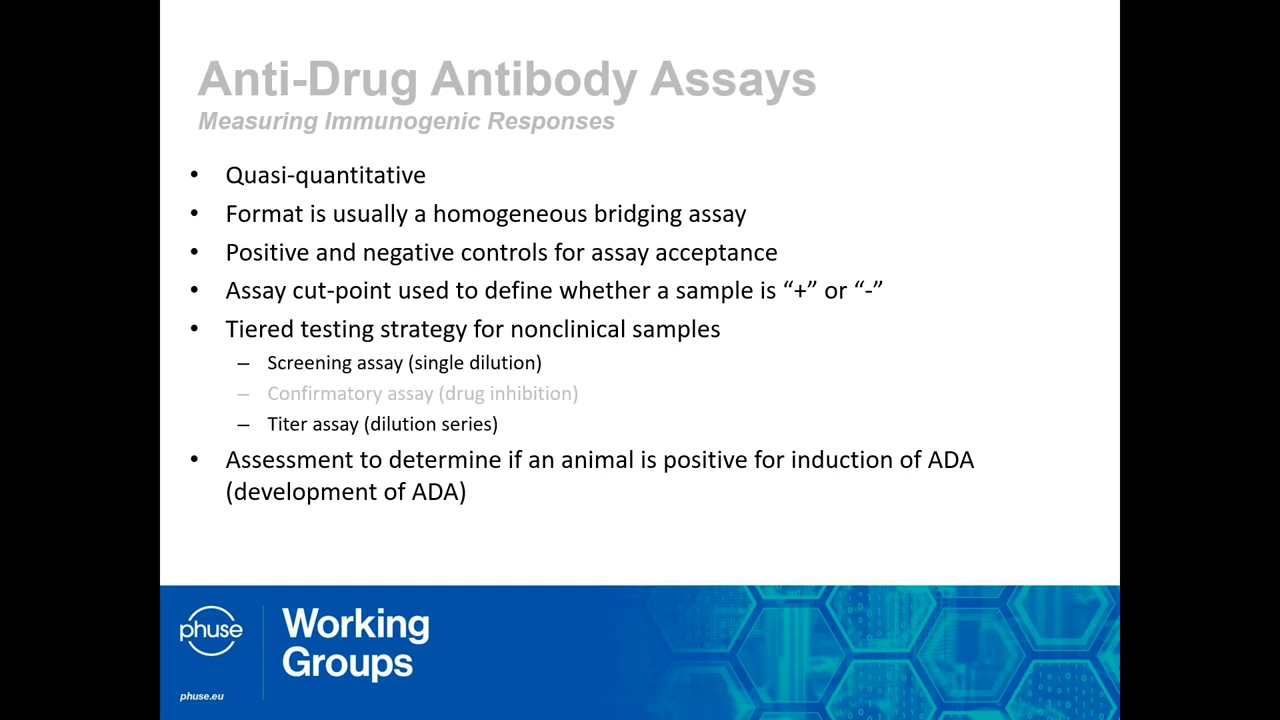 Anti-Drug Antibody Assays
Measuring Immunogenic Responses
• Quasi-quantitative
• Format is usually a homogeneous bridging assay
• Positive and negative controls for assay acceptance
• Assay cut-point used to define whether a sample is “+” or “-”
• Tiered testing strategy for nonclinical samples
– Screening assay (single dilution)
– Confirmatory assay (drug inhibition)
– Titer assay (dilution series)
• Assessment to determine if an animal is positive for induction of ADA
(development of ADA)
phuse
Working
Groups
phuse.eu